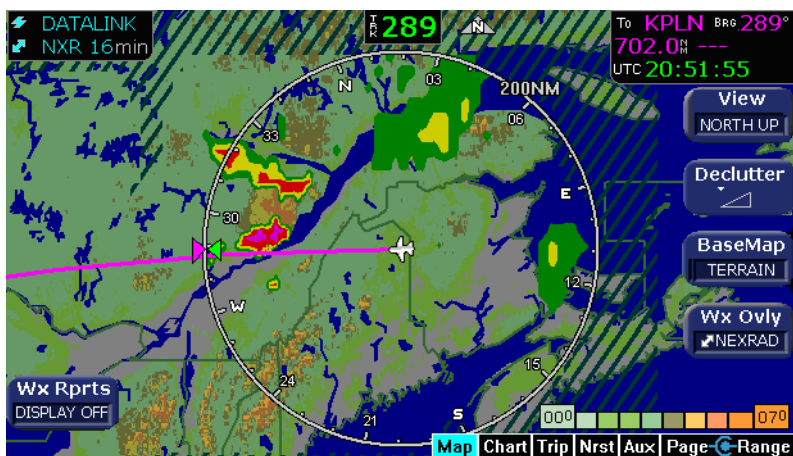 DATALINK
NXR 16min
TRK 289
N
To KPLN BRG 289°
702.0NM ---
UTC 20:51:55
200NM
N
03
06
33
E
30
12
W
15
24
21
S
View
NORTH UP
Declutter
BaseMap
TERRAIN
Wx Ovly
NEXRAD
Wx Rprts
DISPLAY OFF
000 070
Map Chart Trip Nrst Aux Page Range